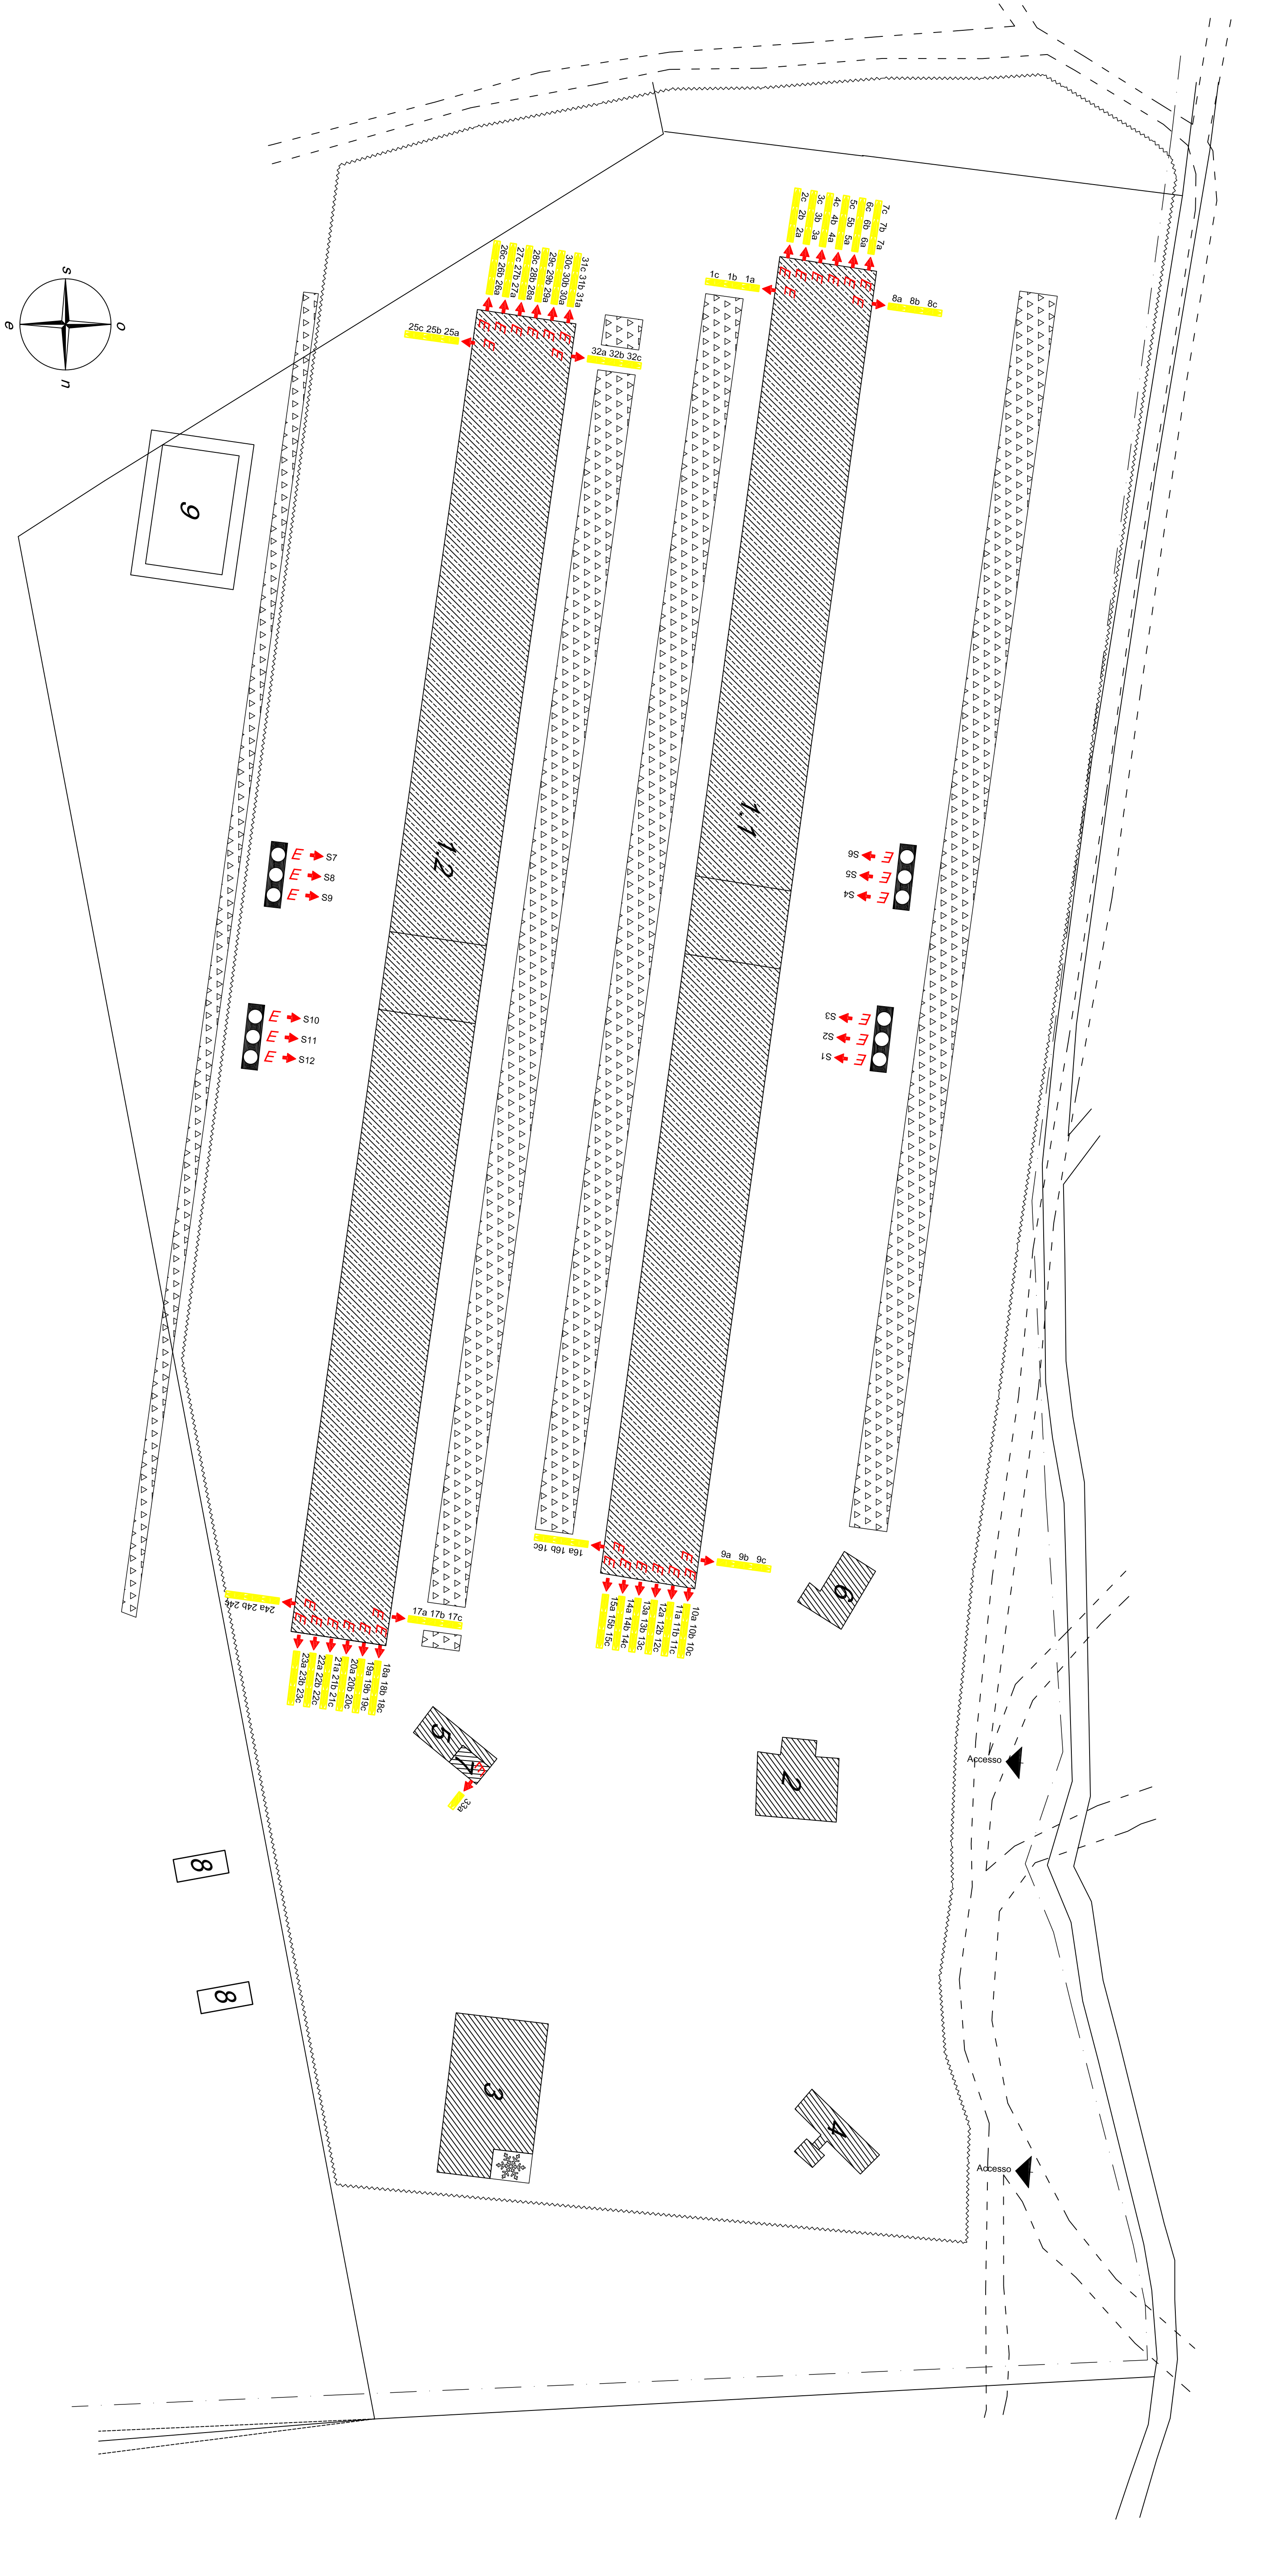 s
e
o
n
2c 2b 2a
3c 3b 3a
4c 4b 4a
5c 5b 5a
6c 6b 6a
7c 7b 7a
E E E E E E
1c 1b 1a
E
E
8a 8b 8c
26c 26b 26a
27c 27b 27a
28c 28b 28a
29c 29b 29a
30c 30b 30a
31c 31b 31a
E E E E E E
25c 25b 25a
E
E
32a 32b 32c
9
1.1
1.2
E S7
E S8
E S9
S6 E
S5 E
S4 E
E S10
E S11
E S12
S3 E
S2 E
S1 E
16a 16b 16c
E
E
9a 9b 9c
E E E E E E
15a 15b 15c
14a 14b 14c
13a 13b 13c
12a 12b 12c
11a 11b 11c
10a 10b 10c
6
24a 24b 24c
E
E
17a 17b 17c
E E E E E E
23a 23b 23c
22a 22b 22c
21a 21b 21c
20a 20b 20c
19a 19b 19c
18a 18b 18c
5
7
E
33a
2
Accesso
8
8
3
4
Accesso